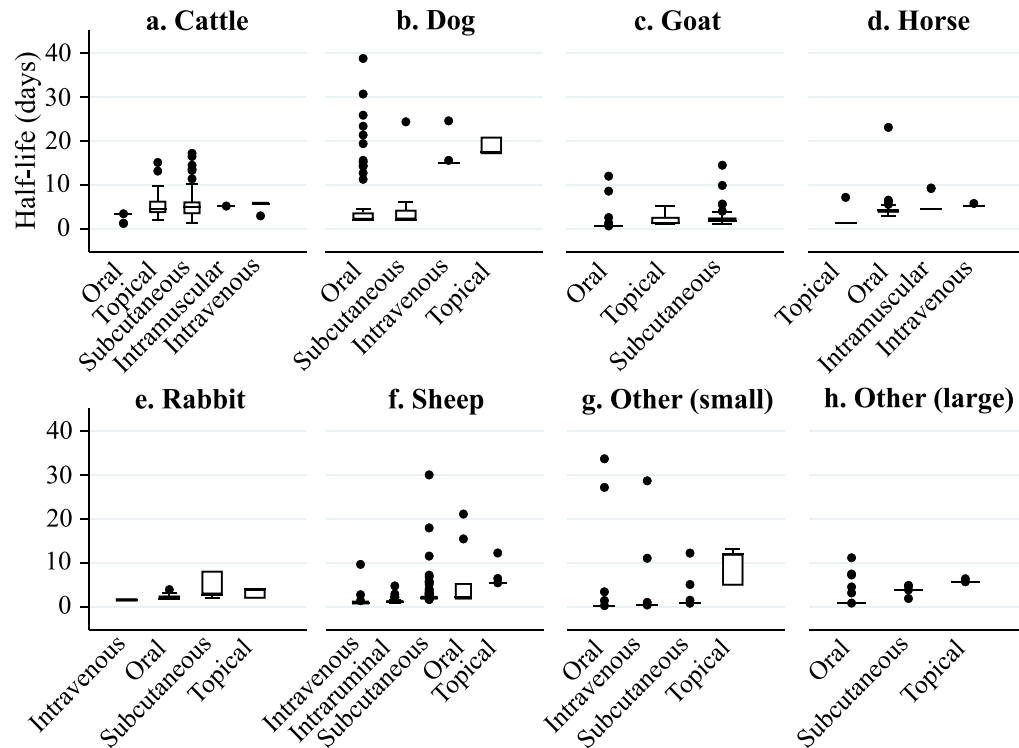 a. Cattle
b. Dog
c. Goat
d. Horse
Half-life (days)
40
30
20
10
0
Oral
Topical
Subcutaneous
Intramuscular
Intravenous
Oral
Subcutaneous
Intravenous
Topical
Oral
Topical
Subcutaneous
Topical
Oral
Intramuscular
Intravenous
e. Rabbit
f. Sheep
g. Other (small)
h. Other (large)
40
30
20
10
0
Intravenous
Oral
Subcutaneous
Topical
Intravenous
Intraruminal
Subcutaneous
Oral
Topical
Oral
Intravenous
Subcutaneous
Topical
Oral
Subcutaneous
Topical